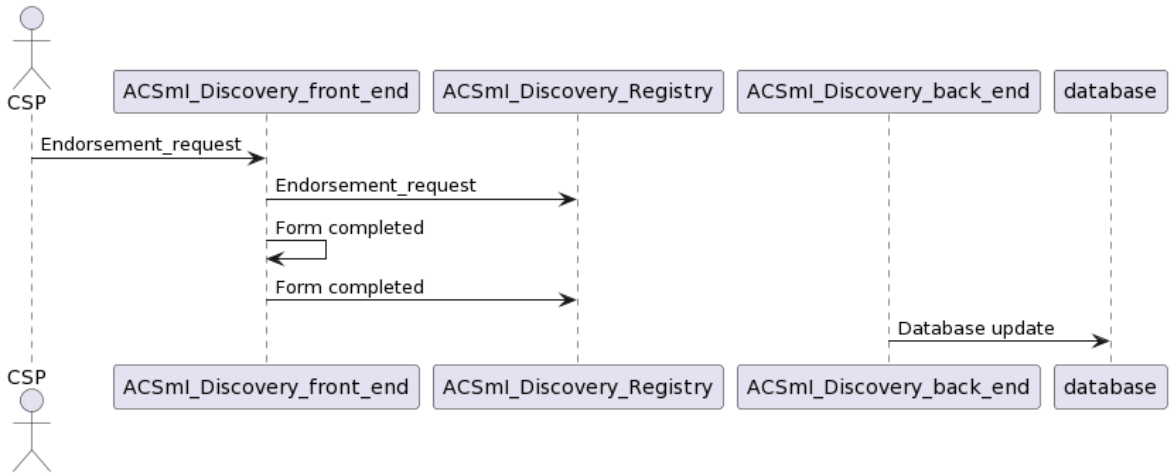 CSP
ACSmI_Discovery_front_end
ACSmI_Discovery_Registry
ACSmI_Discovery_back_end
database
Endorsement_request
Endorsement_request
Form completed
Form completed
Database update
CSP
ACSmI_Discovery_front_end
ACSmI_Discovery_Registry
ACSmI_Discovery_back_end
database